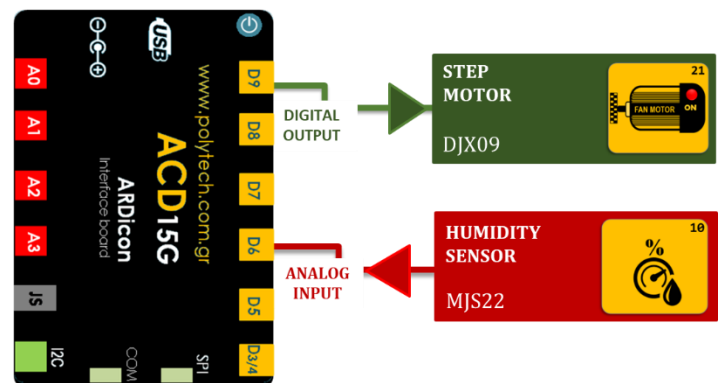 USB
A0
A1
A2
A3
JS
I2C
COM
SPI
D9
D8
D7
D6
D5
D3/4
www.polytech.com.gr
ACD15G
ARDicon
Interface board
DIGITAL
OUTPUT
STEP
MOTOR
DJX09
21
FAN MOTOR
ON
ANALOG
INPUT
HUMIDITY
SENSOR
MJS22
10
%